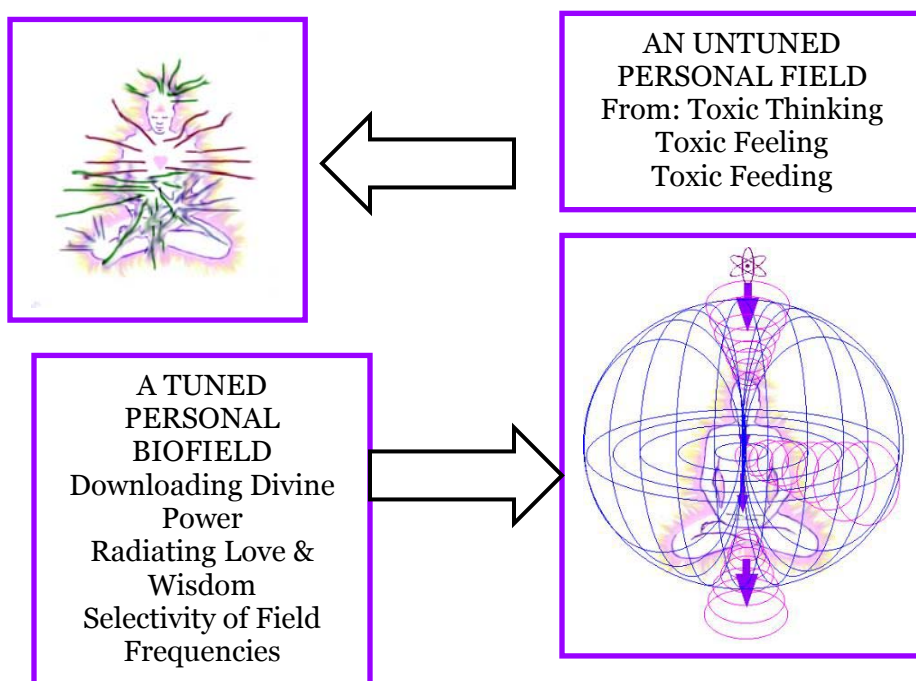 AN UNTUNED
PERSONAL FIELD
From: Toxic Thinking
Toxic Feeling
Toxic Feeding
A TUNED
PERSONAL
BIOFIELD
Downloading Divine
Power
Radiating Love &
Wisdom
Selectivity of Field
Frequencies